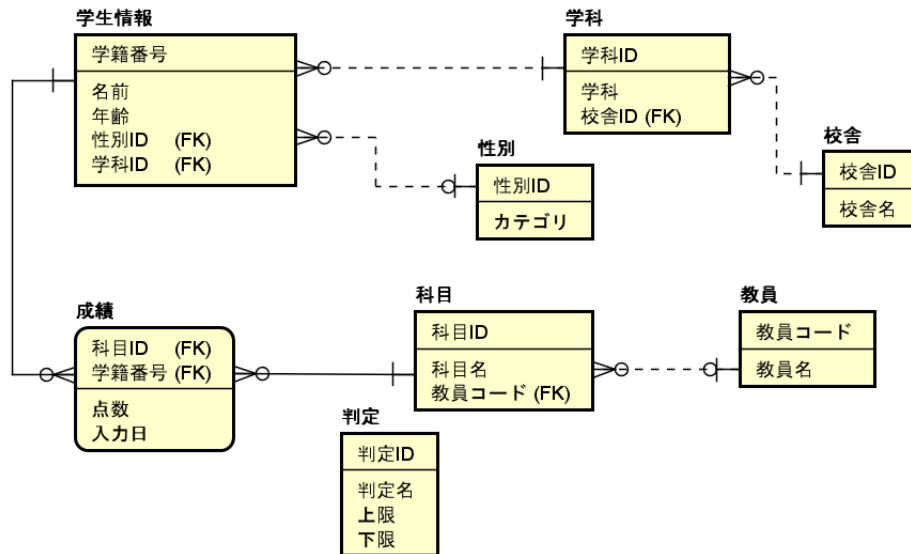 学生情報
学籍番号
名前
年齢
性別ID (FK)
学科ID (FK)
学科
学科ID
学科
校舎ID (FK)
性別
性別ID
カテゴリ
校舎
校舎ID
校舎名
成績
科目ID (FK)
学籍番号 (FK)
点数
入力日
科目
科目ID
科目名
教員コード (FK)
教員
教員コード
教員名
判定
判定ID
判定名
上限
下限